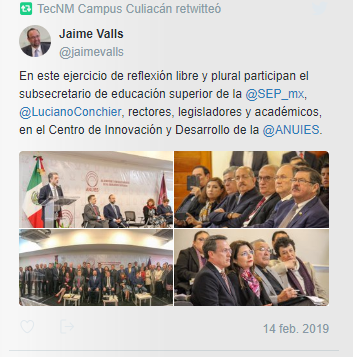 TecNM Campus Culiacán retwitteó
Jaime Valls
@jaimevalls
En este ejercicio de reflexión libre y plural participan el
subsecretario de educación superior de la @SEP_mx,
@LucianoConchier, rectores, legisladores y académicos,
en el Centro de Innovación y Desarrollo de la @ANUIES.
ANUIES
14 feb. 2019